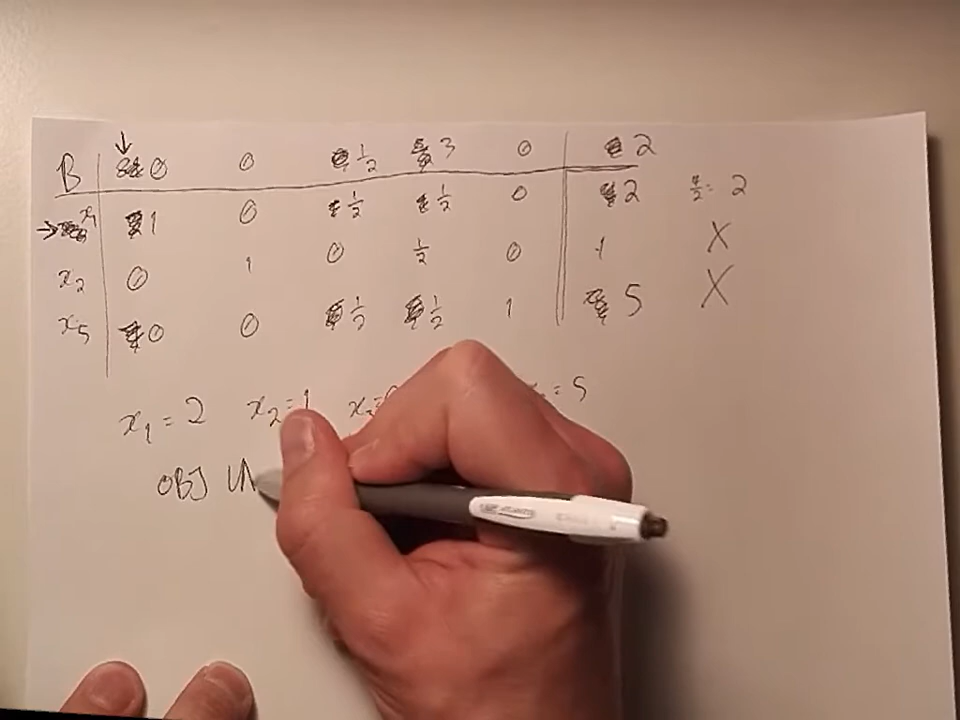 B 0 0 1/2 3 0 2
→ x1 1 0 1/2 1/2 0 2 4/2 = 2
x2 0 1 0 1/2 0 1 X
x5 0 0 1/2 1/2 1 5 X
x1 = 2 x2 = 1 = 5
OBJ